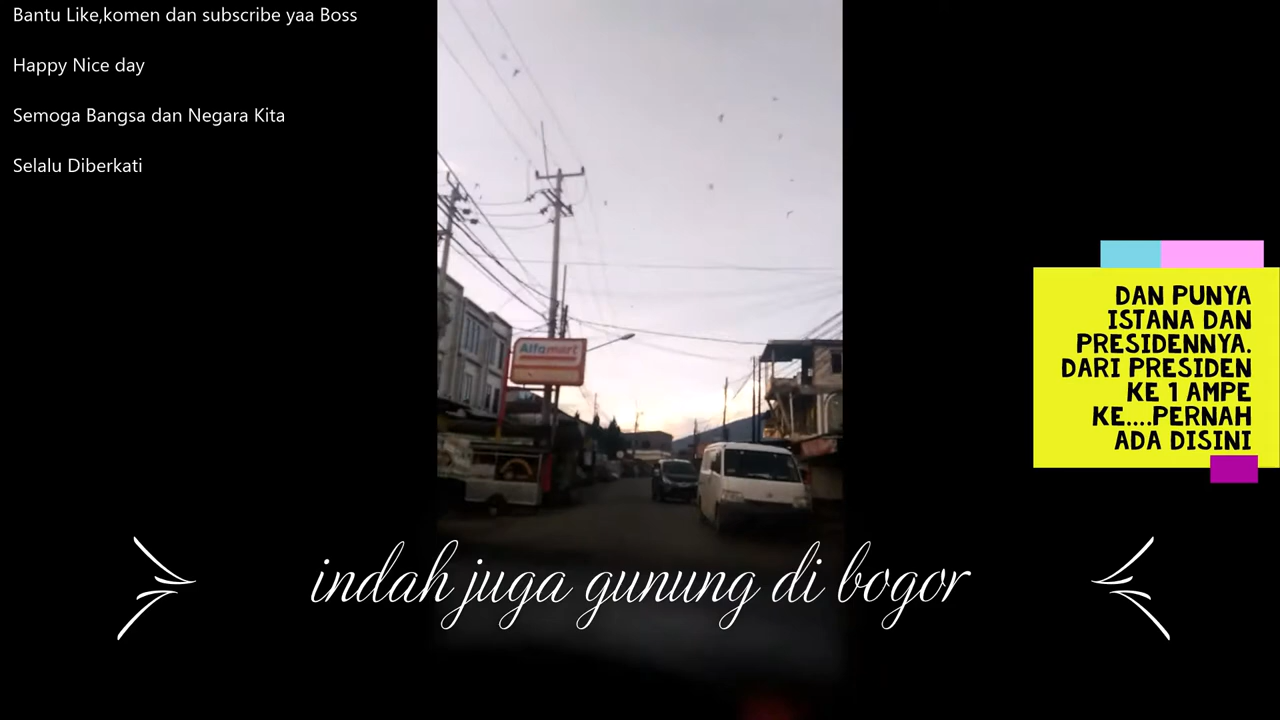 Bantu Like,komen dan subscribe yaa Boss
Happy Nice day
Semoga Bangsa dan Negara Kita
Selalu Diberkati
Alfamart
DAN PUNYA
ISTANA DAN
PRESIDENNYA.
DARI PRESIDEN
KE 1 AMPE
KE....PERNAH
ADA DISINI
indah juga gunung di bogor